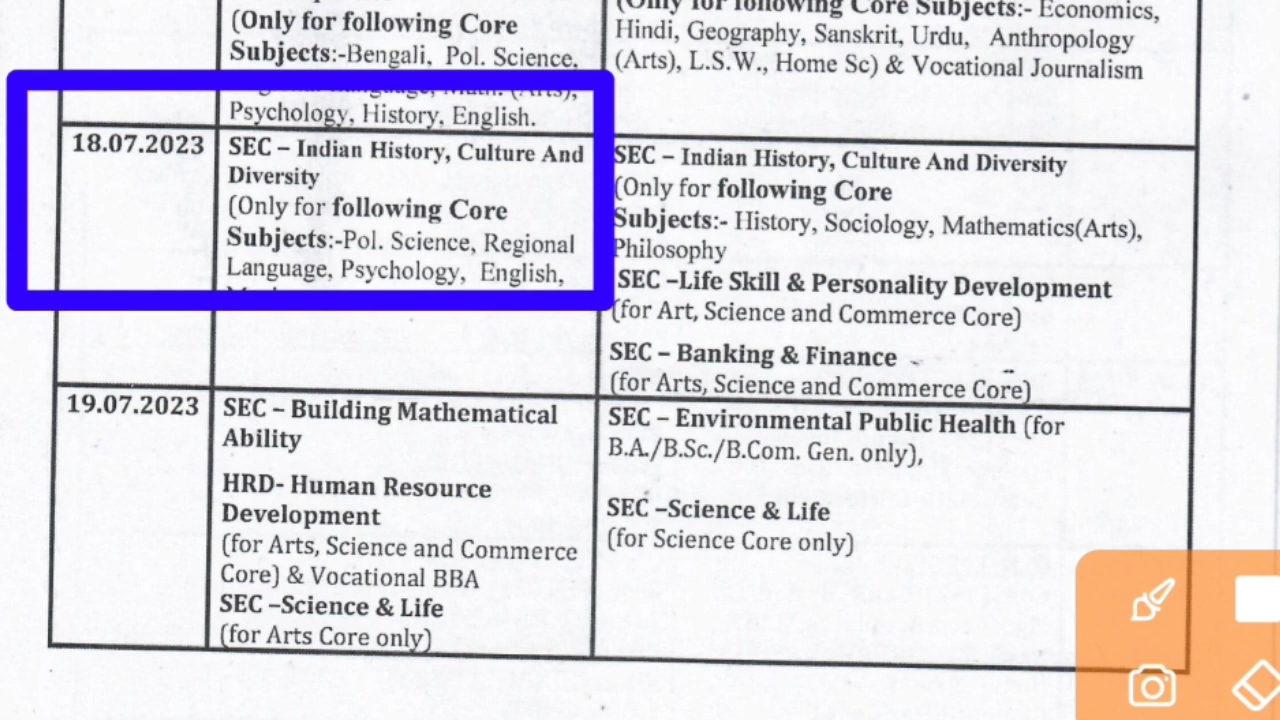 (Only for following Core
Subjects:-Bengali, Pol. Science,
Psychology, History, English.
(Only for following Core Subjects:- Economics,
Hindi, Geography, Sanskrit, Urdu, Anthropology
(Arts), L.S.W., Home Sc) & Vocational Journalism
18.07.2023
SEC – Indian History, Culture And
Diversity
(Only for following Core
Subjects:-Pol. Science, Regional
Language, Psychology, English,
SEC – Indian History, Culture And Diversity
(Only for following Core
Subjects:- History, Sociology, Mathematics(Arts),
Philosophy
SEC –Life Skill & Personality Development
(for Art, Science and Commerce Core)
SEC – Banking & Finance
(for Arts, Science and Commerce Core)
19.07.2023
SEC – Building Mathematical
Ability
HRD- Human Resource
Development
(for Arts, Science and Commerce
Core) & Vocational BBA
SEC –Science & Life
(for Arts Core only)
SEC – Environmental Public Health (for
B.A./B.Sc./B.Com. Gen. only),
SEC –Science & Life
(for Science Core only)